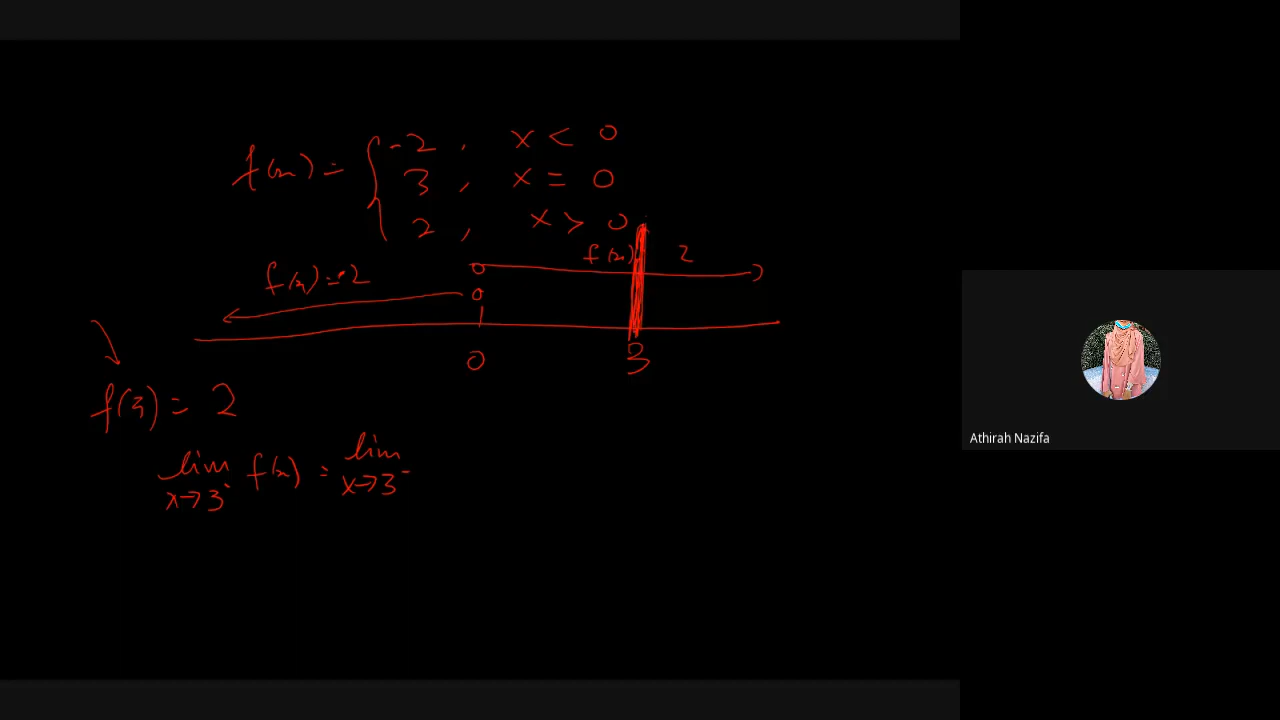 f(x) = { -2 , x < 0
3 , x = 0
2 , x > 0
f(x) 2
f(x) = -2
0 3
f(3) = 2
lim x→3⁻ f(x) = lim x→3⁻
Athirah Nazifa